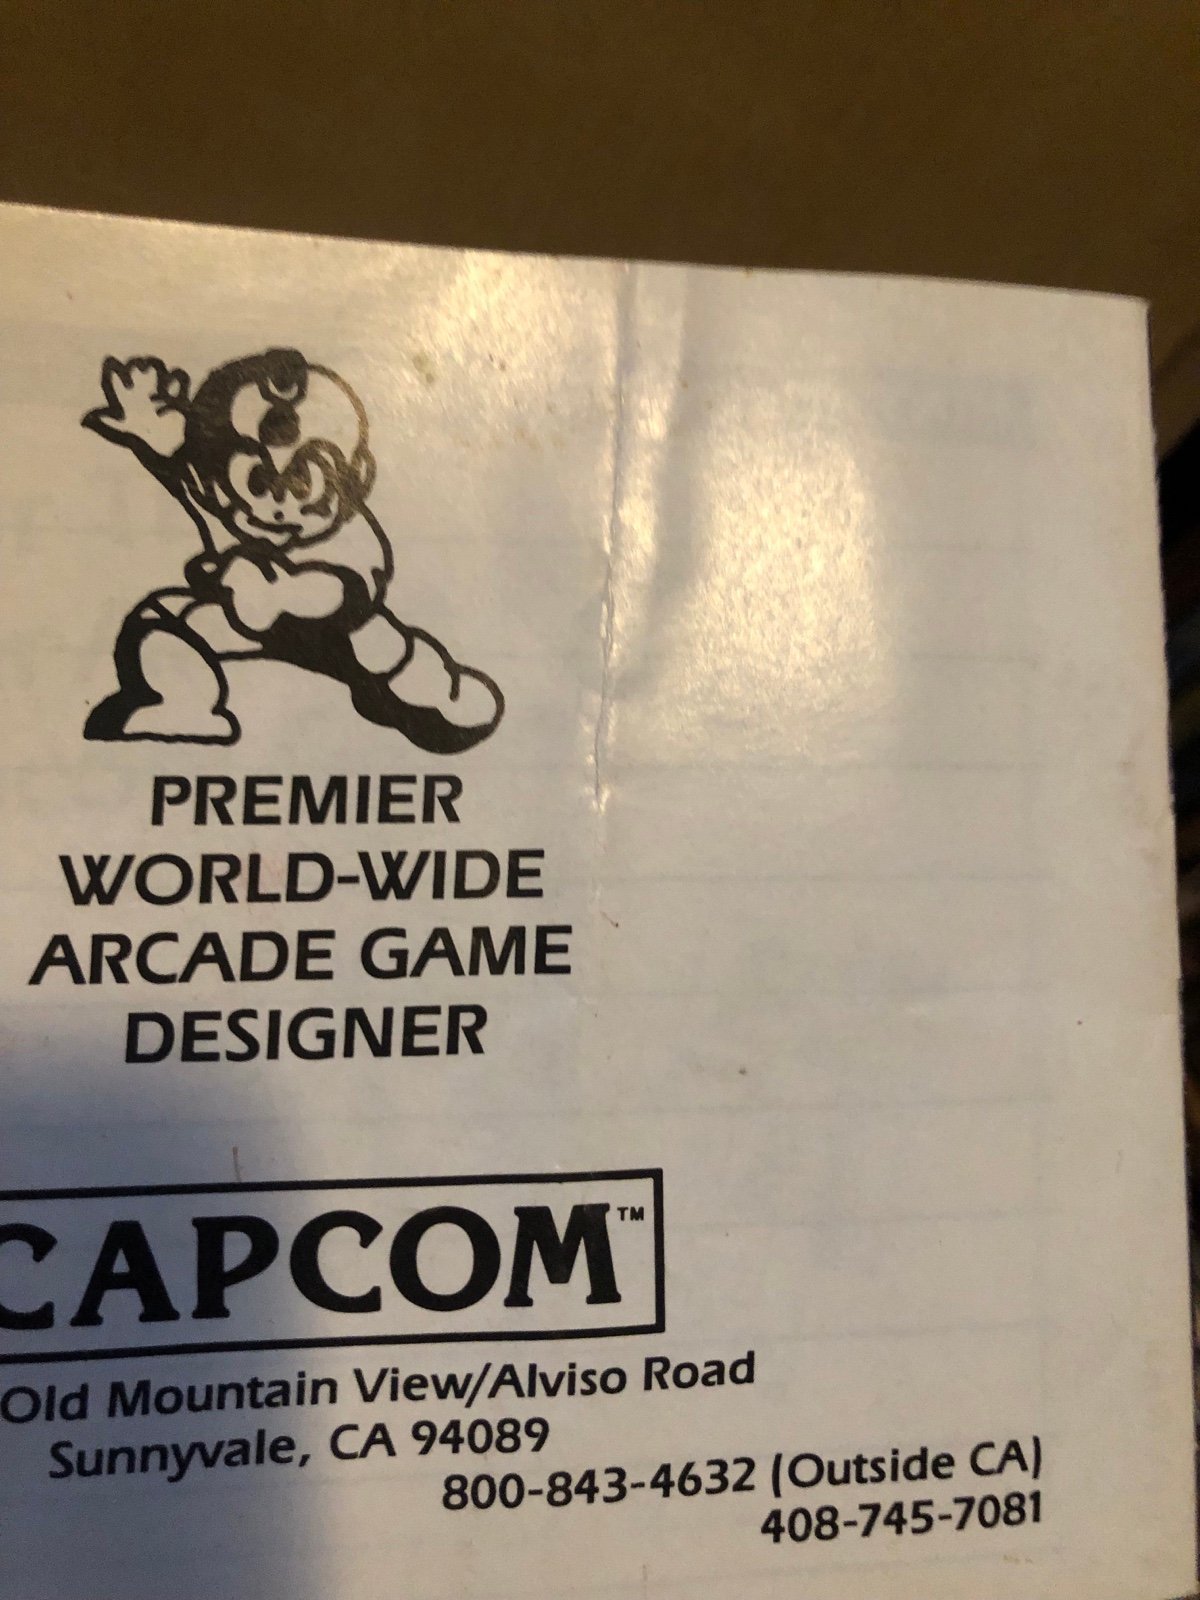 PREMIER
WORLD-WIDE
ARCADE GAME
DESIGNER
CAPCOM™
Old Mountain View/Alviso Road
Sunnyvale, CA 94089
800-843-4632 (Outside CA)
408-745-7081